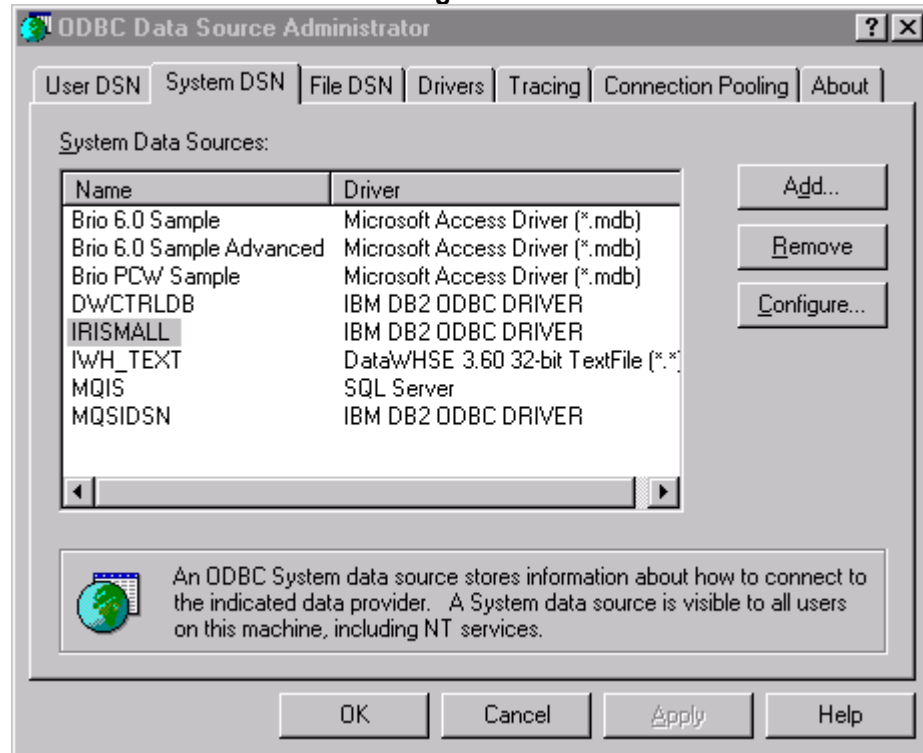 ODBC Data Source Administrator
User DSN System DSN File DSN Drivers Tracing Connection Pooling About
System Data Sources:
Name Driver
Brio 6.0 Sample Microsoft Access Driver (*.mdb)
Brio 6.0 Sample Advanced Microsoft Access Driver (*.mdb)
Brio PCW Sample Microsoft Access Driver (*.mdb)
DWCTRLDB IBM DB2 ODBC DRIVER
IRISMALL IBM DB2 ODBC DRIVER
IWH_TEXT DataWHSE 3.60 32-bit TextFile (*.*)
MQIS SQL Server
MQSIDSN IBM DB2 ODBC DRIVER
Add...
Remove
Configure...
An ODBC System data source stores information about how to connect to
the indicated data provider. A System data source is visible to all users
on this machine, including NT services.
OK Cancel Apply Help